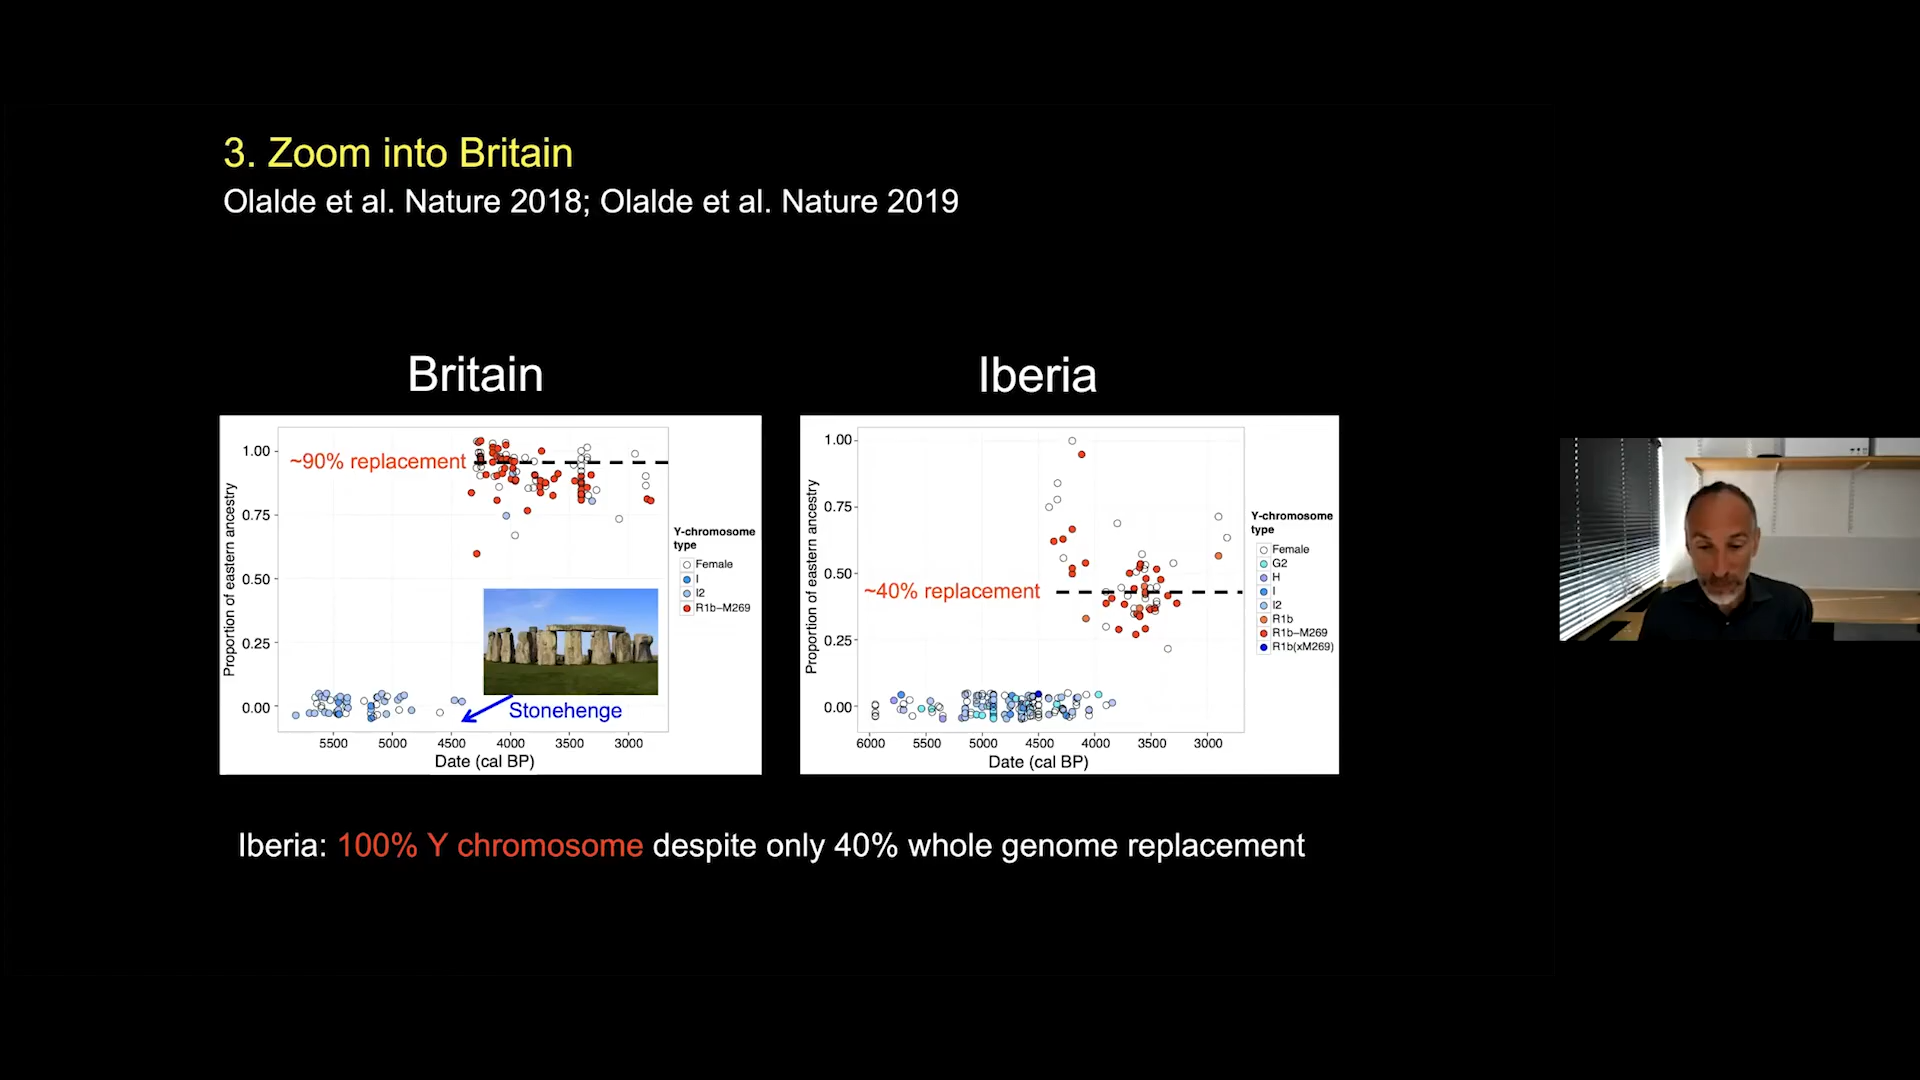 3. Zoom into Britain
Olalde et al. Nature 2018; Olalde et al. Nature 2019
Britain
Iberia
1.00
0.75
0.50
0.25
0.00
Proportion of eastern ancestry
~90% replacement
Stonehenge
5500 5000 4500 4000 3500 3000
Date (cal BP)
Y-chromosome
type
Female
I
I2
R1b–M269
1.00
0.75
0.50
0.25
0.00
Proportion of eastern ancestry
~40% replacement
6000 5500 5000 4500 4000 3500 3000
Date (cal BP)
Y-chromosome
type
Female
G2
H
I
I2
R1b
R1b–M269
R1b(xM269)
Iberia: 100% Y chromosome despite only 40% whole genome replacement